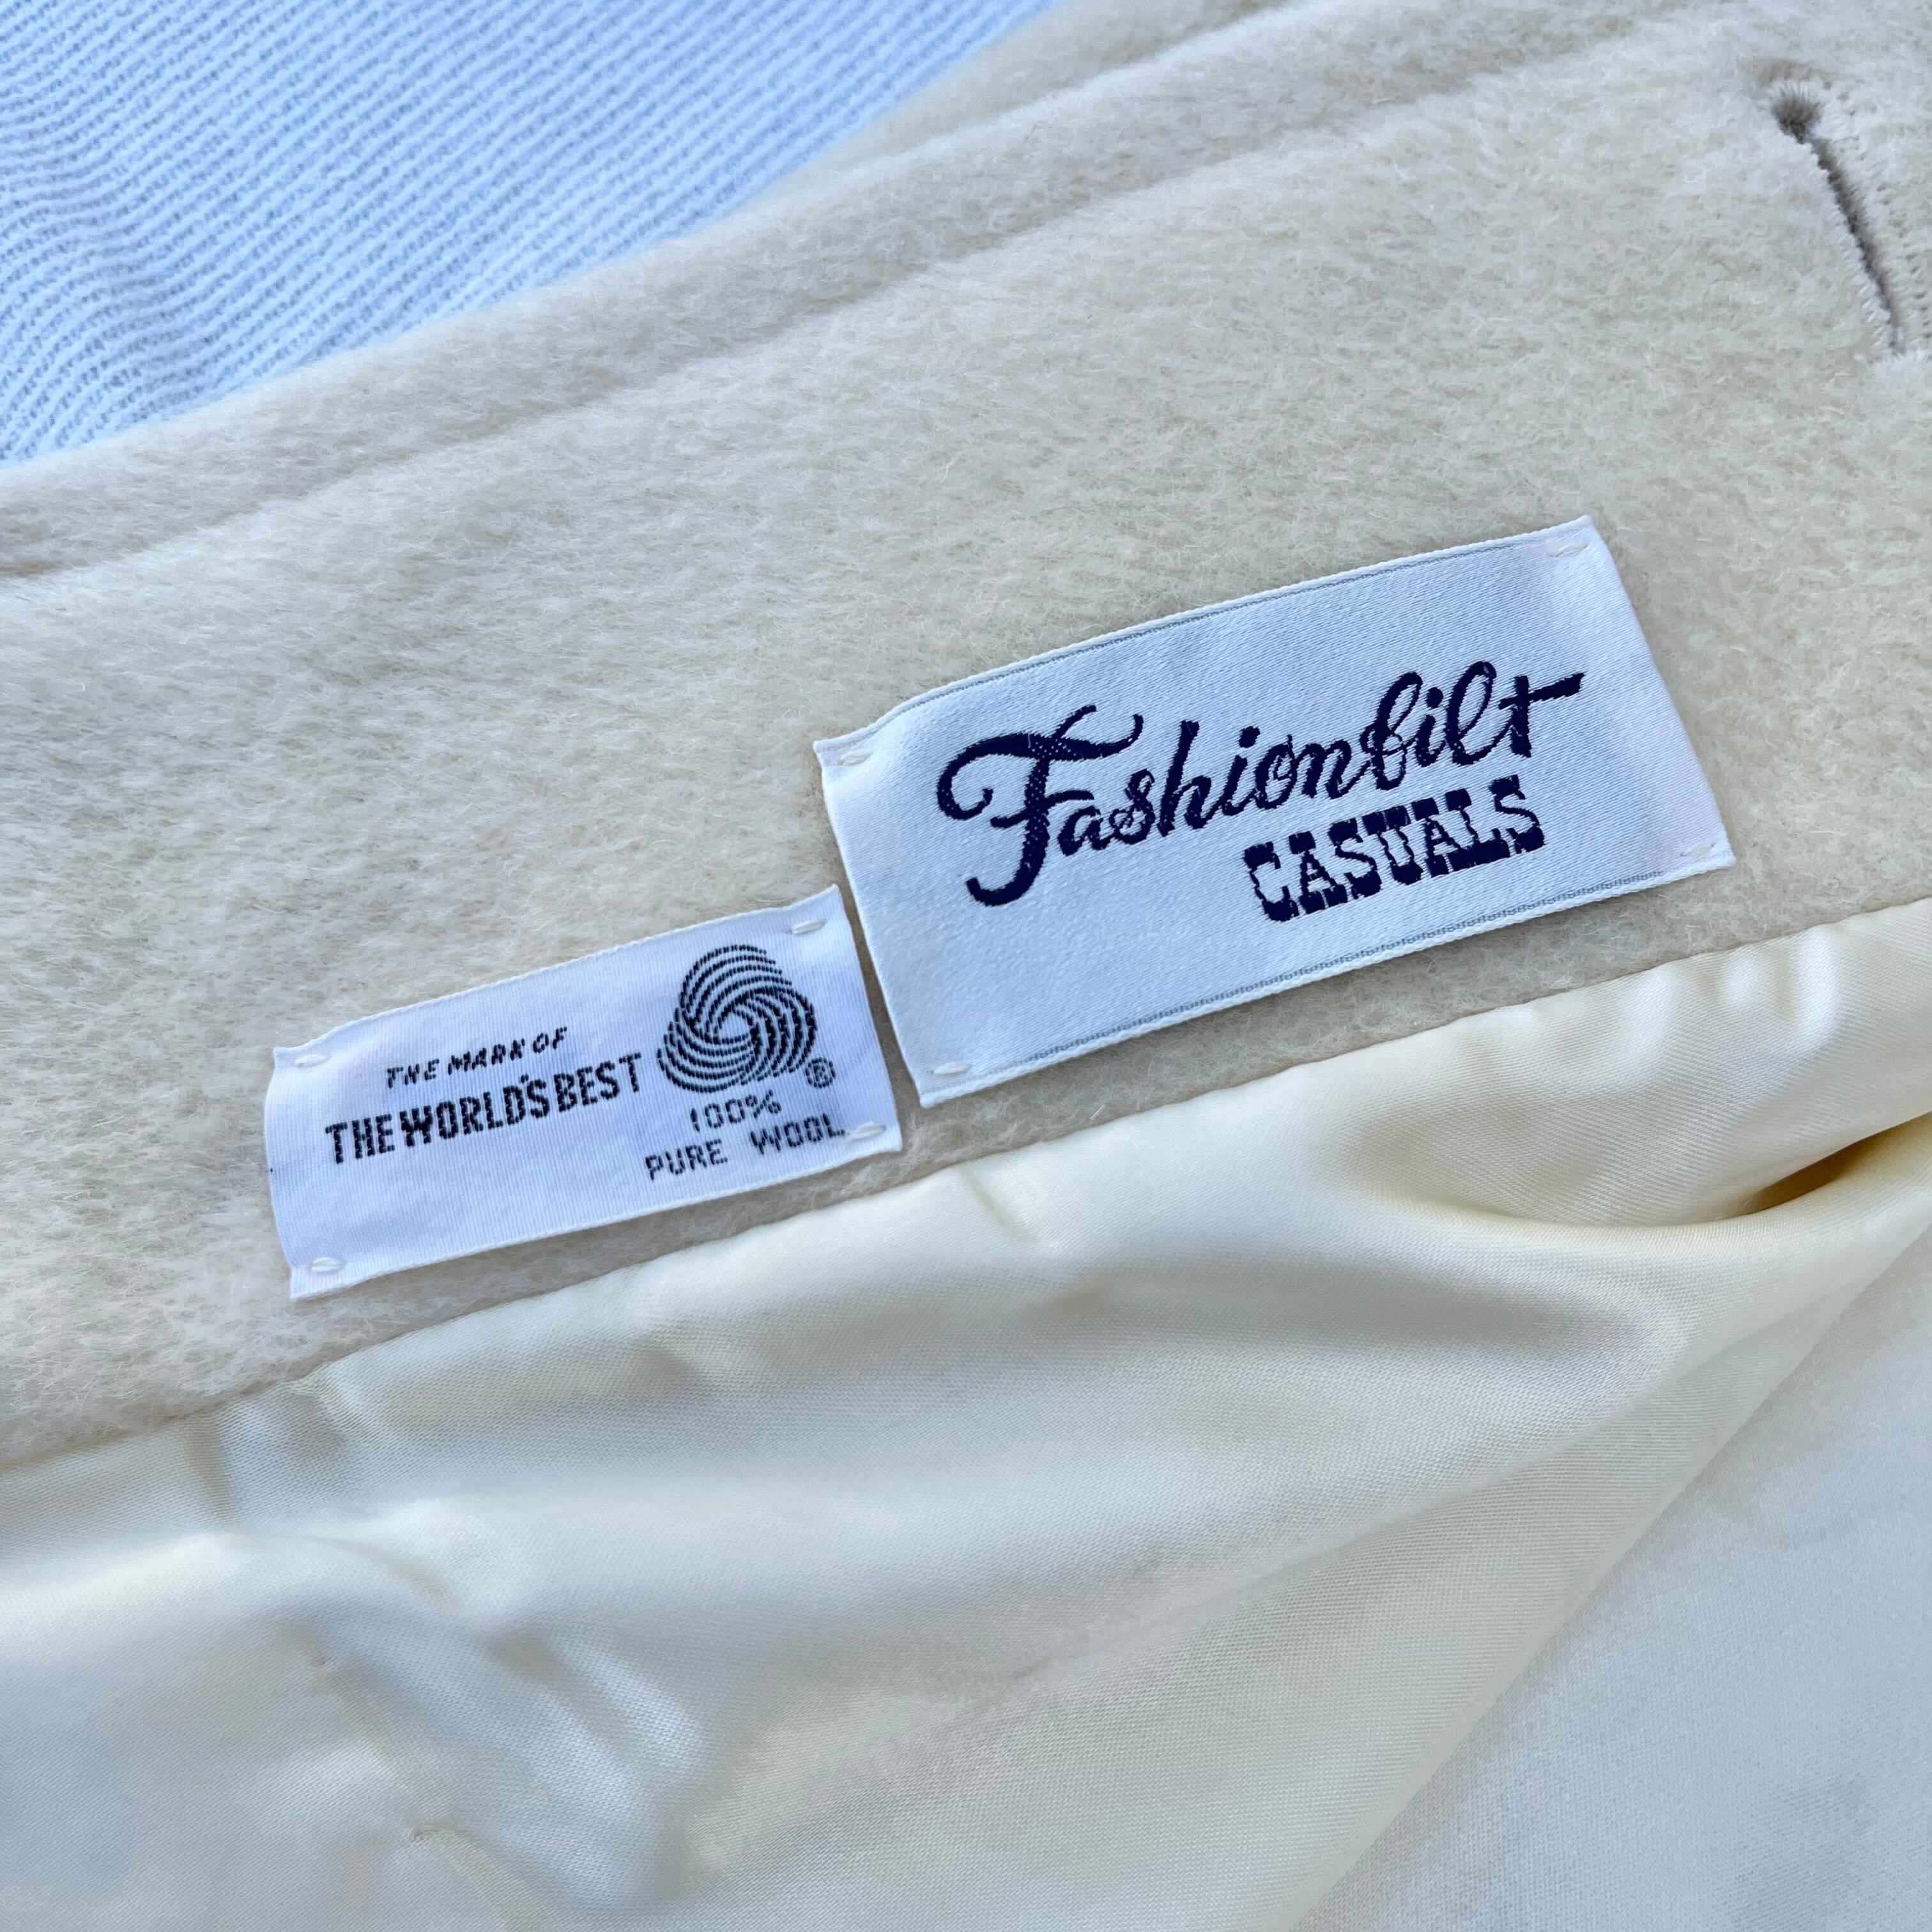 Fashionbilt
CASUALS
THE MARK OF
THE WORLD'S BEST
®
100%
PURE WOOL